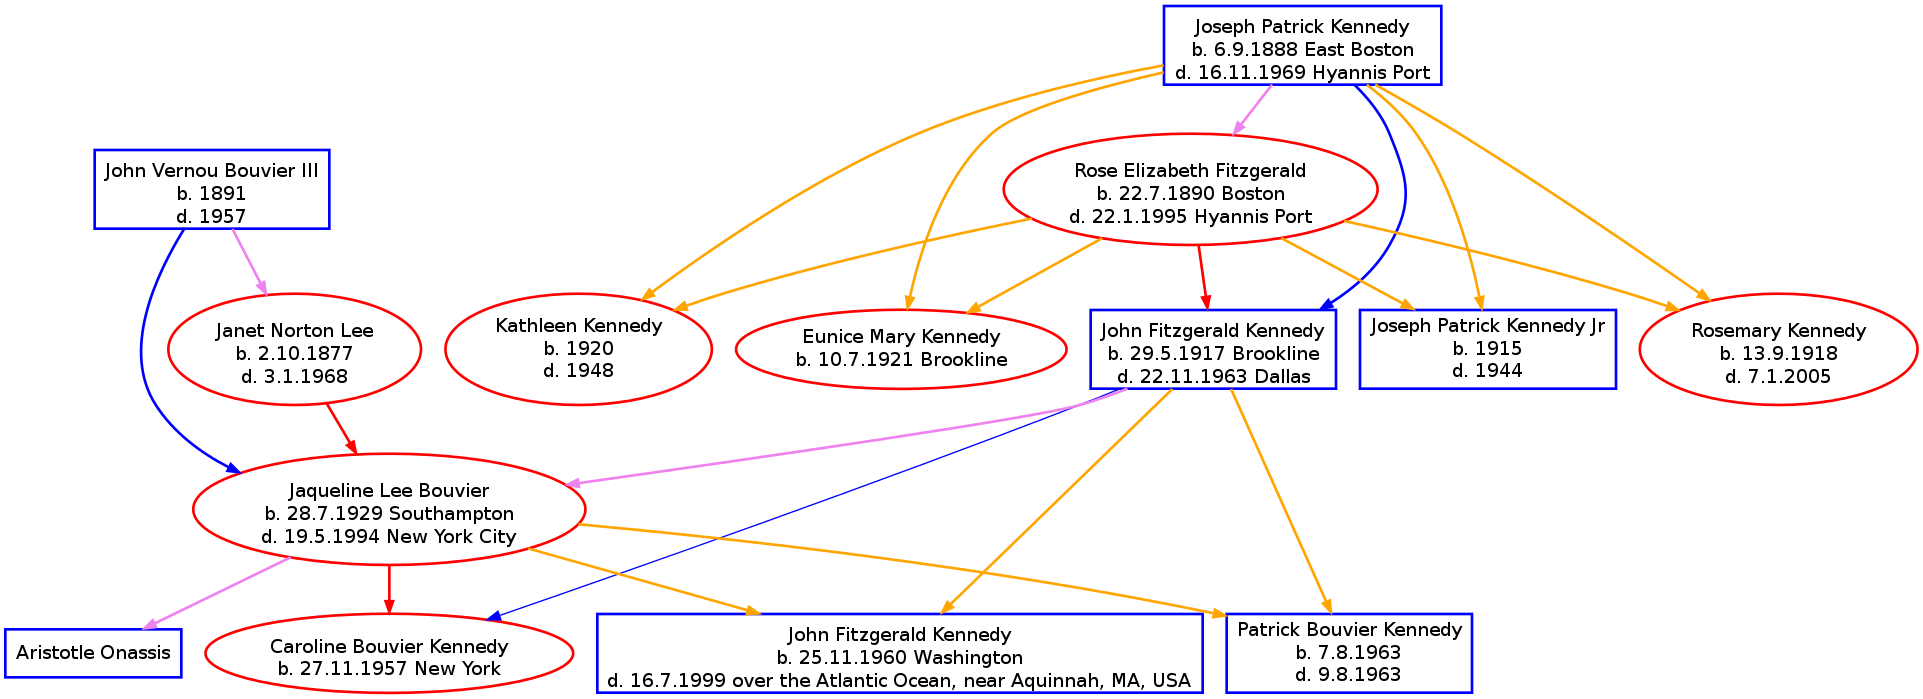 Joseph Patrick Kennedy
b. 6.9.1888 East Boston
d. 16.11.1969 Hyannis Port
John Vernou Bouvier III
b. 1891
d. 1957
Rose Elizabeth Fitzgerald
b. 22.7.1890 Boston
d. 22.1.1995 Hyannis Port
Janet Norton Lee
b. 2.10.1877
d. 3.1.1968
Kathleen Kennedy
b. 1920
d. 1948
Eunice Mary Kennedy
b. 10.7.1921 Brookline
John Fitzgerald Kennedy
b. 29.5.1917 Brookline
d. 22.11.1963 Dallas
Joseph Patrick Kennedy Jr
b. 1915
d. 1944
Rosemary Kennedy
b. 13.9.1918
d. 7.1.2005
Jaqueline Lee Bouvier
b. 28.7.1929 Southampton
d. 19.5.1994 New York City
Aristotle Onassis
Caroline Bouvier Kennedy
b. 27.11.1957 New York
John Fitzgerald Kennedy
b. 25.11.1960 Washington
d. 16.7.1999 over the Atlantic Ocean, near Aquinnah, MA, USA
Patrick Bouvier Kennedy
b. 7.8.1963
d. 9.8.1963